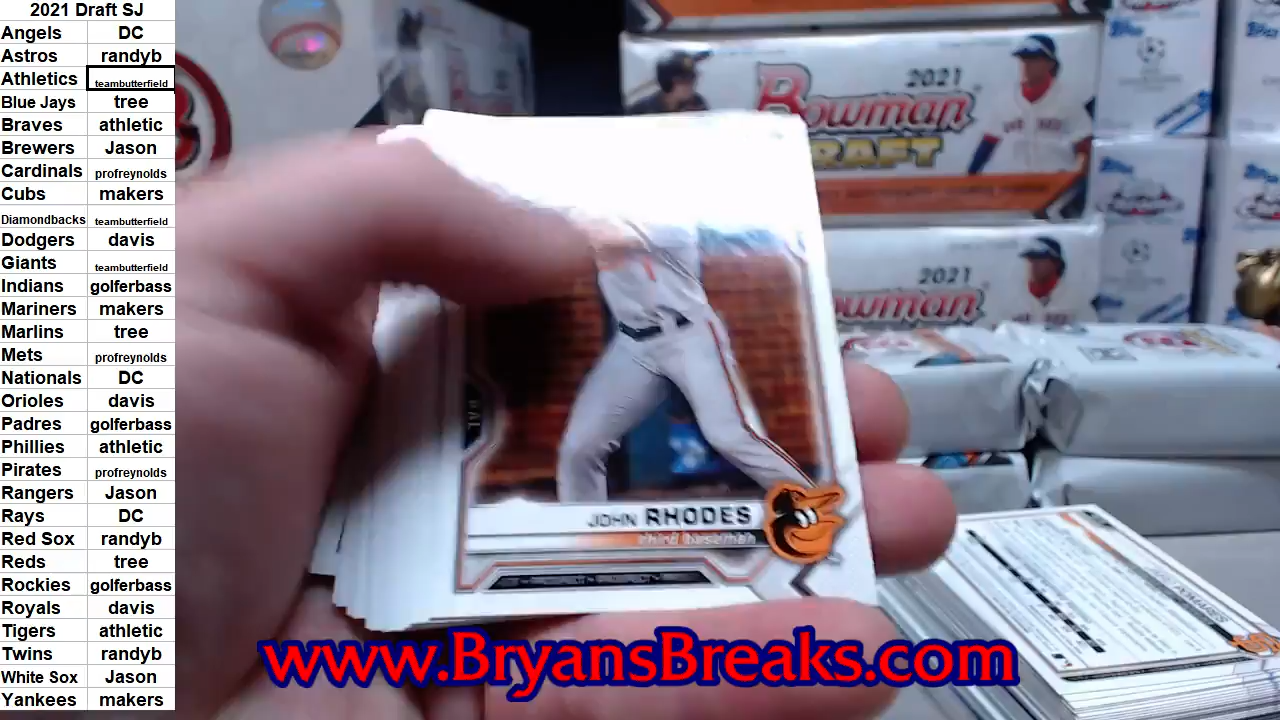 2021 Draft SJ
Angels DC
Astros randyb
Athletics teambutterfield
Blue Jays tree
Braves athletic
Brewers Jason
Cardinals profreynolds
Cubs makers
Diamondbacks teambutterfield
Dodgers davis
Giants teambutterfield
Indians golferbass
Mariners makers
Marlins tree
Mets profreynolds
Nationals DC
Orioles davis
Padres golferbass
Phillies athletic
Pirates profreynolds
Rangers Jason
Rays DC
Red Sox randyb
Reds tree
Rockies golferbass
Royals davis
Tigers athletic
Twins randyb
White Sox Jason
Yankees makers
2021
Bowman
DRAFT
2021
Bowman
BAL
JOHN RHODES
third baseman
www.BryansBreaks.com